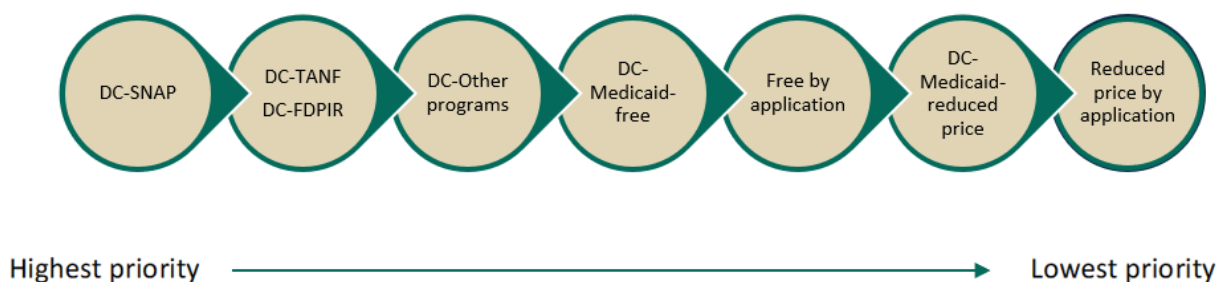 DC-SNAP
DC-TANF
DC-FDPIR
DC-Other
programs
DC-
Medicaid-
free
Free by
application
DC-
Medicaid-
reduced
price
Reduced
price by
application
Highest priority
Lowest priority